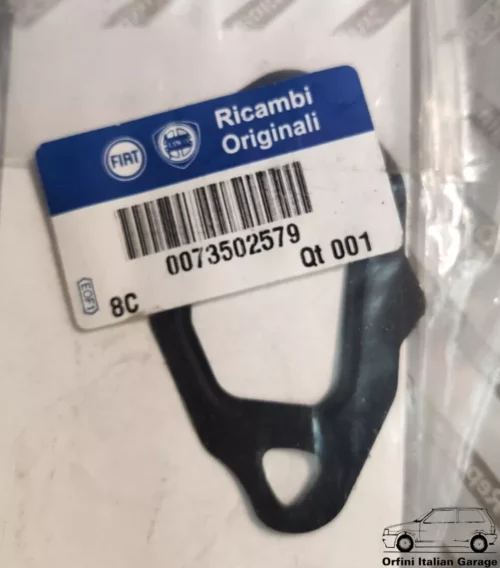 Ricambi
Originali
FIAT
0073502579
8C
Qt 001
Orfini Italian Garage